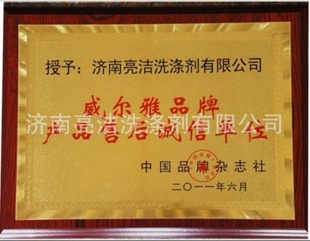 授予：济南亮洁洗涤剂有限公司
威尔雅品牌
产品售后诚信单位
济南亮洁洗涤剂有限公司
中国品牌杂志社
二〇一一年六月